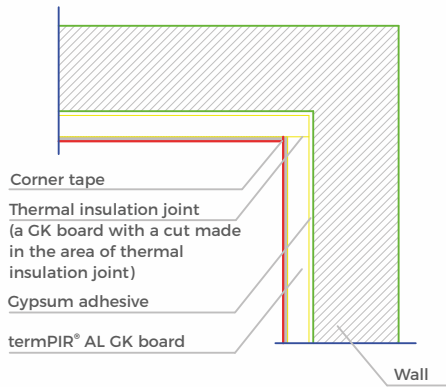 Corner tape
Thermal insulation joint
(a GK board with a cut made
in the area of thermal
insulation joint)
Gypsum adhesive
termPIR® AL GK board
Wall